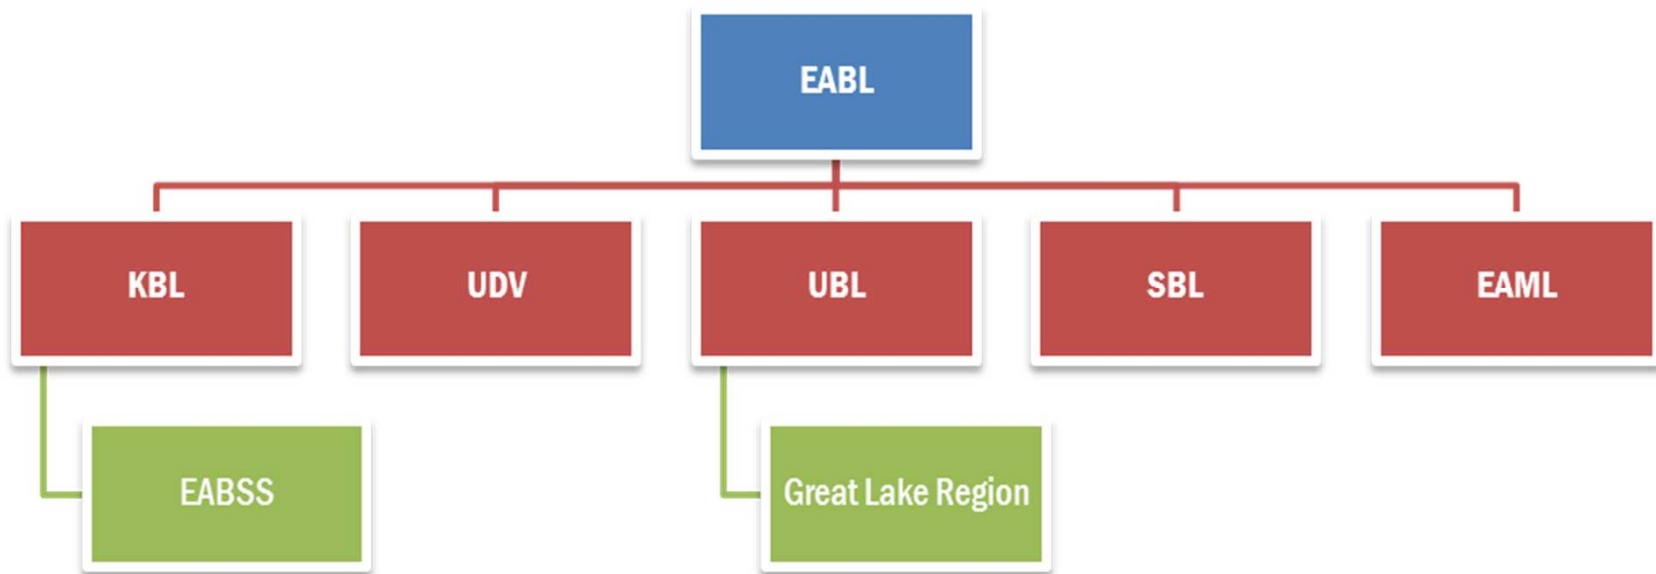 EABL
KBL
UDV
UBL
SBL
EAML
EABSS
Great Lake Region